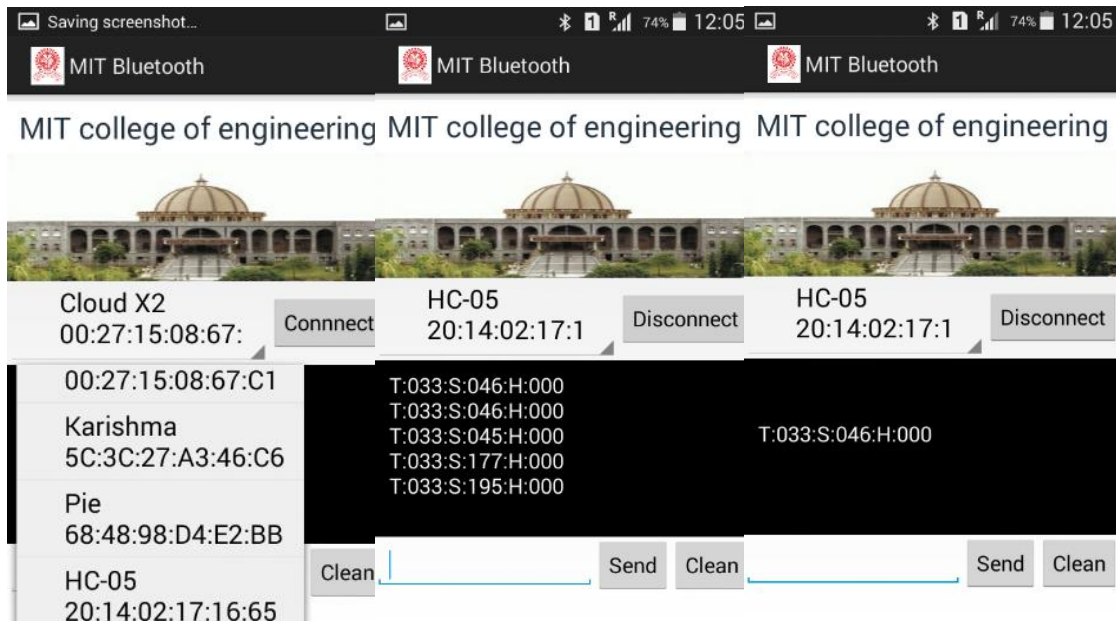 Saving screenshot...
MIT Bluetooth
MIT college of engineering
Cloud X2
00:27:15:08:67:
Connnect
00:27:15:08:67:C1
Karishma
5C:3C:27:A3:46:C6
Pie
68:48:98:D4:E2:BB
HC-05
20:14:02:17:16:65
Clean
1 R 74% 12:05
MIT Bluetooth
MIT college of engineering
HC-05
20:14:02:17:1
Disconnect
T:033:S:046:H:000
T:033:S:046:H:000
T:033:S:045:H:000
T:033:S:177:H:000
T:033:S:195:H:000
Send
Clean
1 R 74% 12:05
MIT Bluetooth
MIT college of engineering
HC-05
20:14:02:17:1
Disconnect
T:033:S:046:H:000
Send
Clean